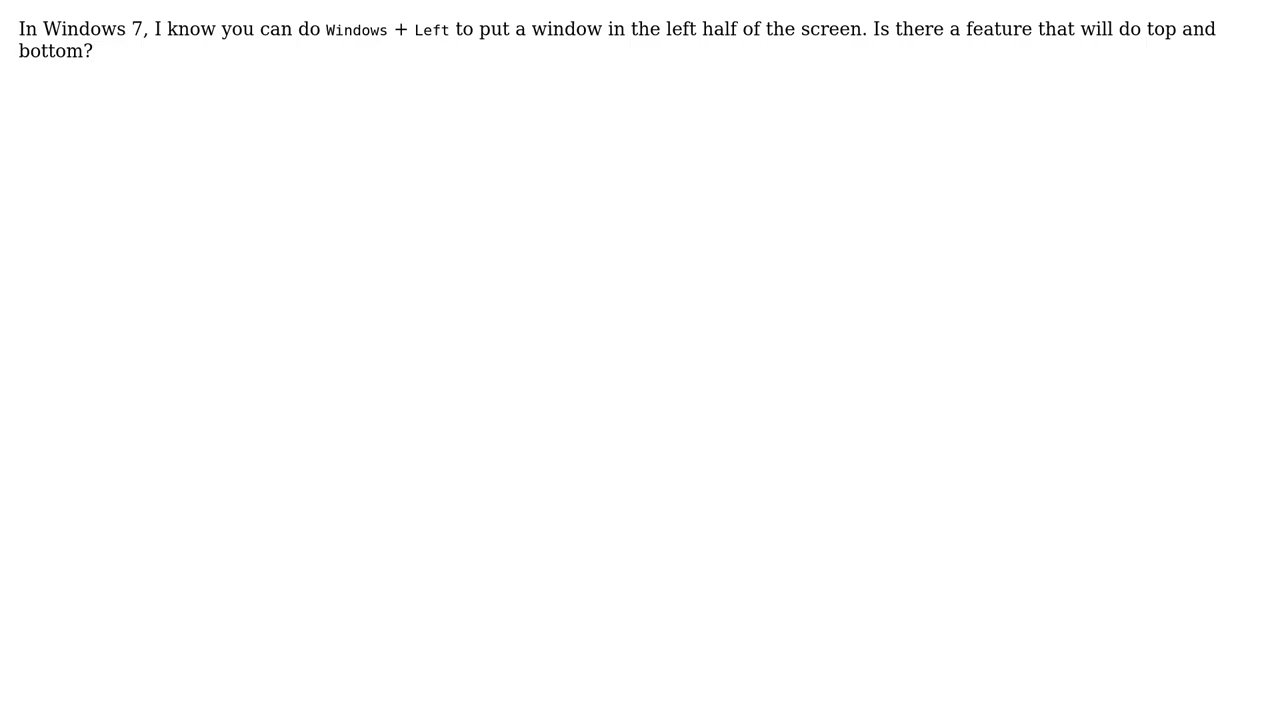 In Windows 7, I know you can do Windows + Left to put a window in the left half of the screen. Is there a feature that will do top and
bottom?